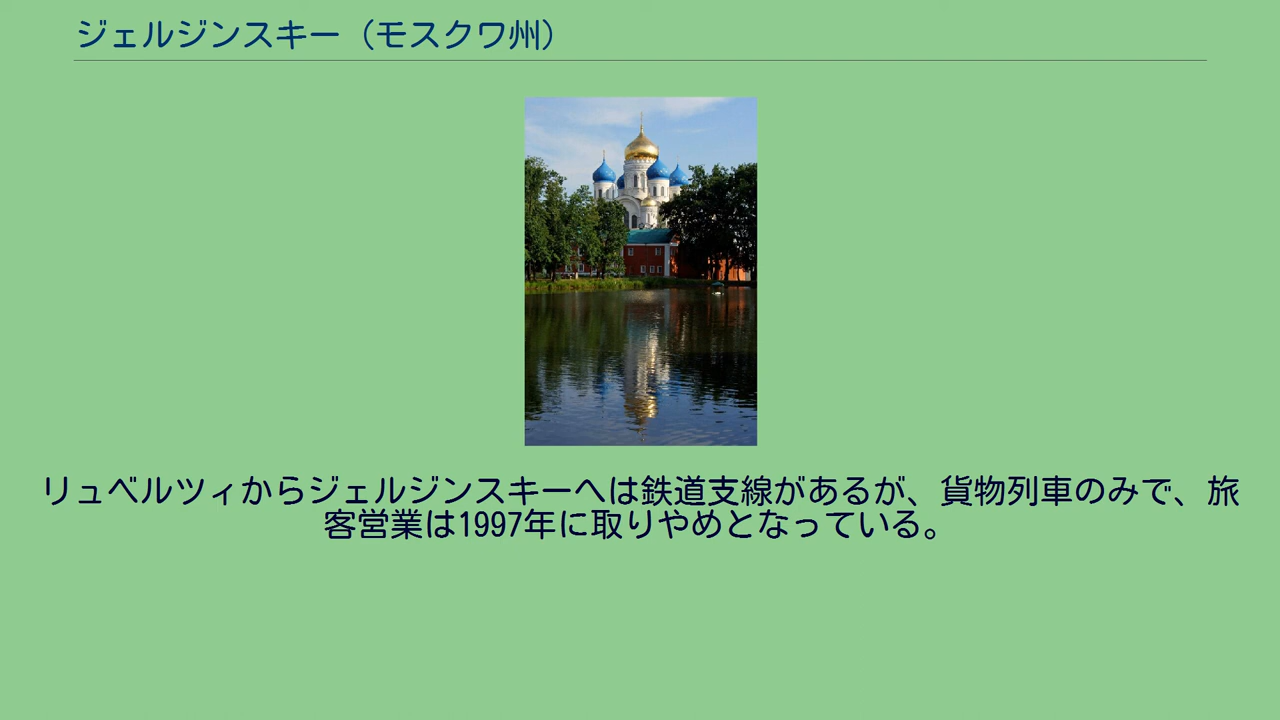 ジェルジンスキー（モスクワ州）
リュベルツィからジェルジンスキーへは鉄道支線があるが、貨物列車のみで、旅
客営業は1997年に取りやめとなっている。